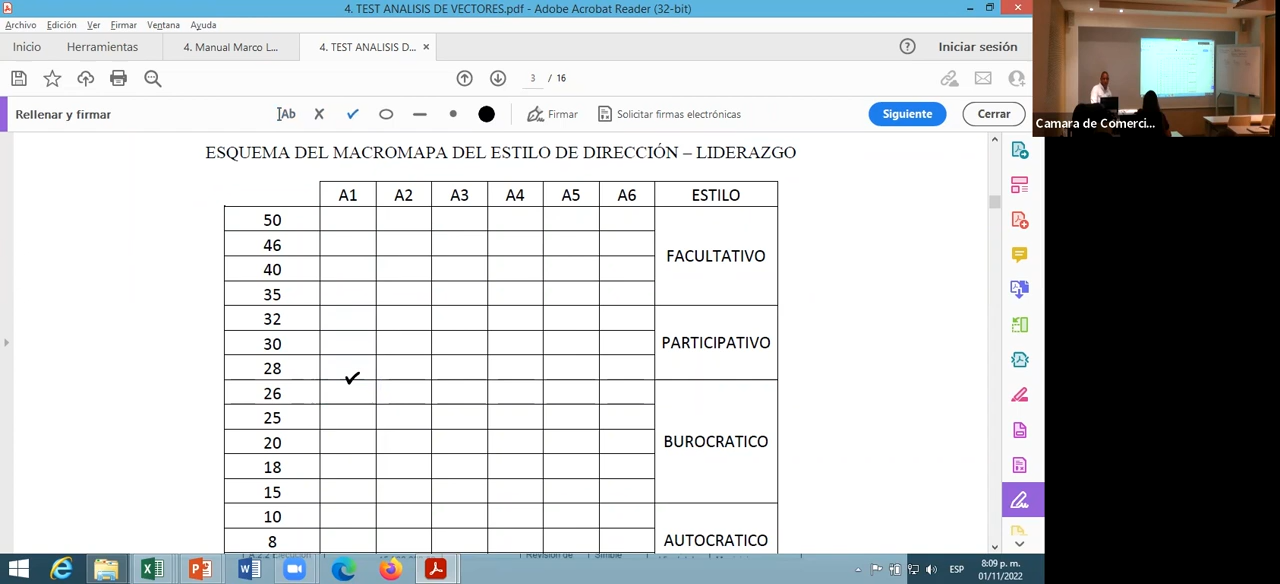 4. TEST ANALISIS DE VECTORES.pdf - Adobe Acrobat Reader (32-bit)
Archivo Edición Ver Firmar Ventana Ayuda
Inicio Herramientas 4. Manual Marco L... 4. TEST ANALISIS D... × Iniciar sesión
3 / 16
Rellenar y firmar Ab Firmar Solicitar firmas electrónicas Siguiente Cerrar
Camara de Comerci...
ESQUEMA DEL MACROMAPA DEL ESTILO DE DIRECCIÓN – LIDERAZGO
A1 A2 A3 A4 A5 A6 ESTILO
50
46
FACULTATIVO
40
35
32
30 PARTICIPATIVO
28
26
25
20 BUROCRATICO
18
15
10
8 AUTOCRATICO
ESP
8:09 p. m.
01/11/2022